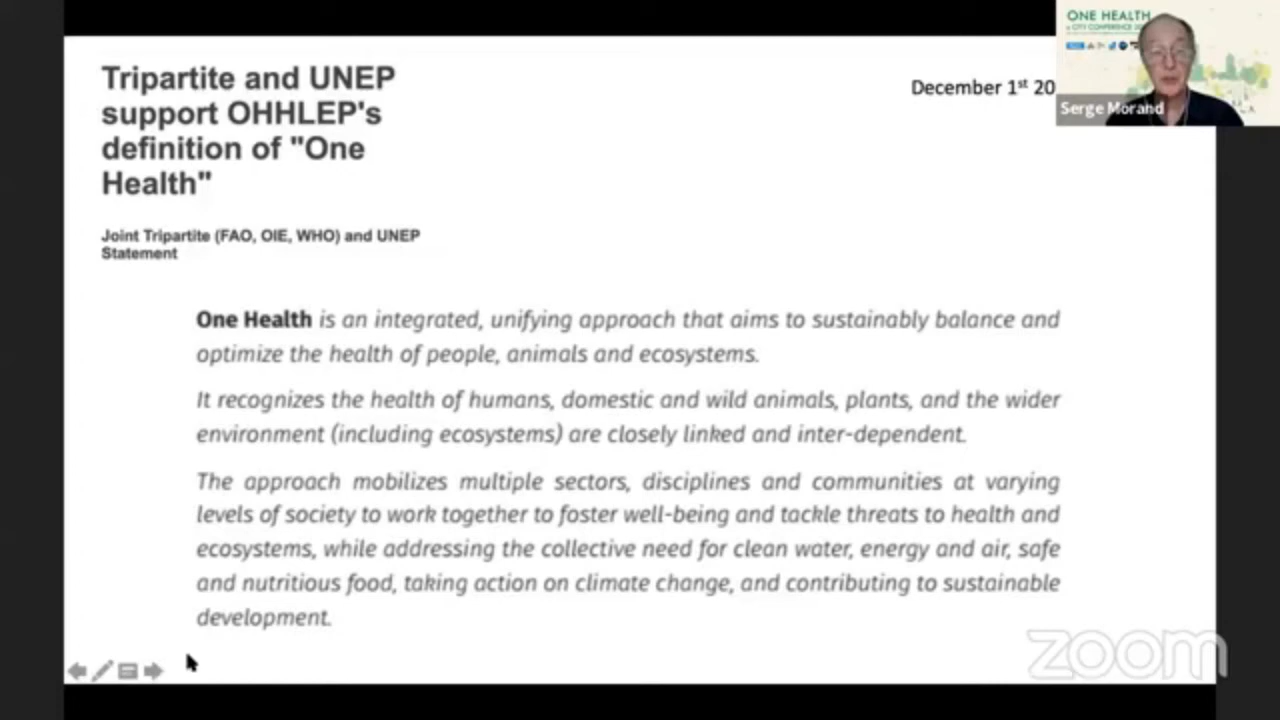 Tripartite and UNEP
support OHHLEP's
definition of "One
Health"
December 1st 20
ONE HEALTH
CITY CONFERENCE
Serge Morand
Joint Tripartite (FAO, OIE, WHO) and UNEP
Statement
One Health is an integrated, unifying approach that aims to sustainably balance and
optimize the health of people, animals and ecosystems.
It recognizes the health of humans, domestic and wild animals, plants, and the wider
environment (including ecosystems) are closely linked and inter-dependent.
The approach mobilizes multiple sectors, disciplines and communities at varying
levels of society to work together to foster well-being and tackle threats to health and
ecosystems, while addressing the collective need for clean water, energy and air, safe
and nutritious food, taking action on climate change, and contributing to sustainable
development.
zoom